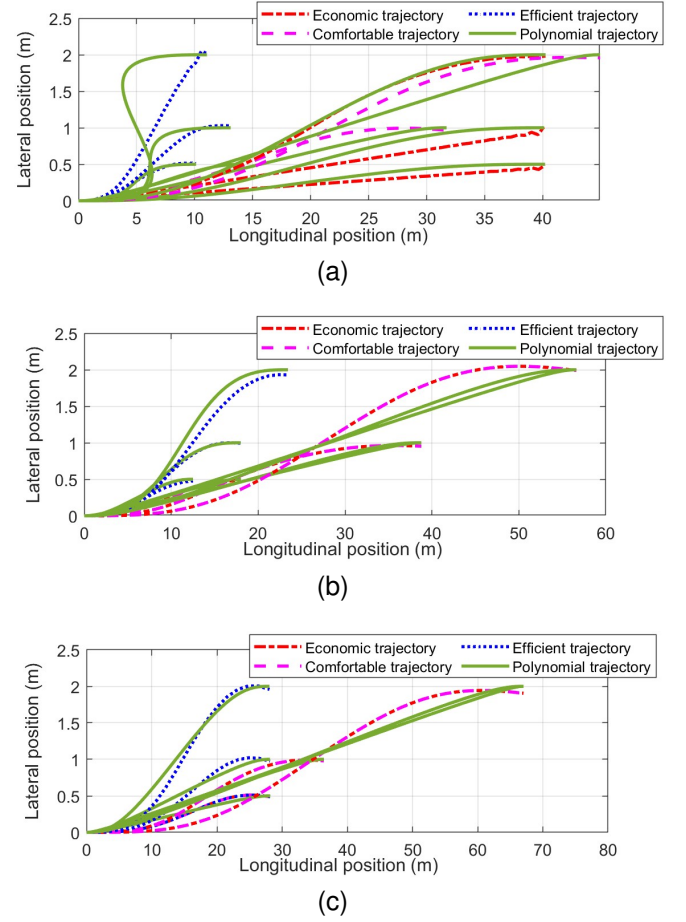 Economic trajectory Efficient trajectory
Comfortable trajectory Polynomial trajectory
2.5
2
1.5
1
0.5
0
Lateral position (m)
0 5 10 15 20 25 30 35 40
Longitudinal position (m)
(a)
Economic trajectory Efficient trajectory
Comfortable trajectory Polynomial trajectory
2.5
2
1.5
1
0.5
0
Lateral position (m)
0 10 20 30 40 50 60
Longitudinal position (m)
(b)
Economic trajectory Efficient trajectory
Comfortable trajectory Polynomial trajectory
2.5
2
1.5
1
0.5
0
Lateral position (m)
0 10 20 30 40 50 60 70 80
Longitudinal position (m)
(c)